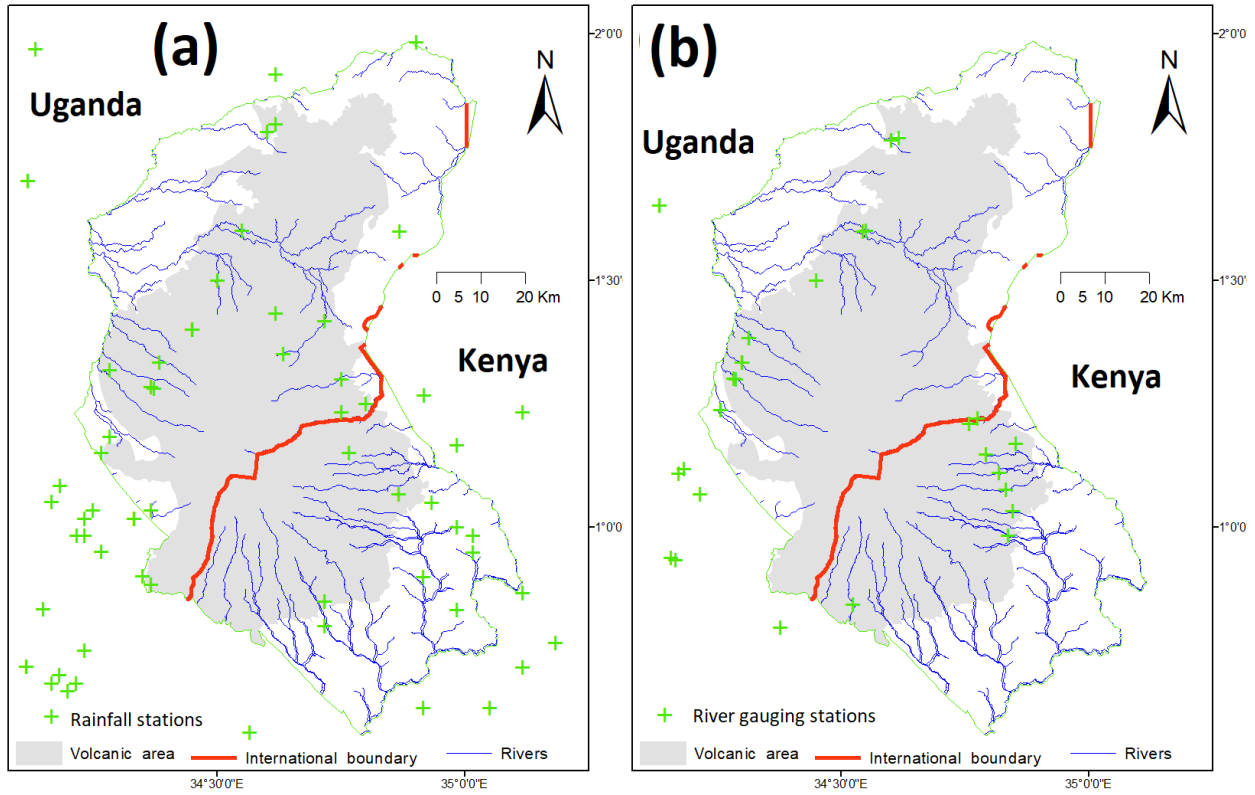 (a)
N
Uganda
Kenya
0 5 10 20 Km
Rainfall stations
Volcanic area International boundary Rivers
34°30'0"E 35°0'0"E
(b)
N
Uganda
Kenya
0 5 10 20 Km
River gauging stations
Volcanic area International boundary Rivers
34°30'0"E 35°0'0"E
2°0'0
1°30'
1°0'0
2°0'0
1°30'
1°0'0